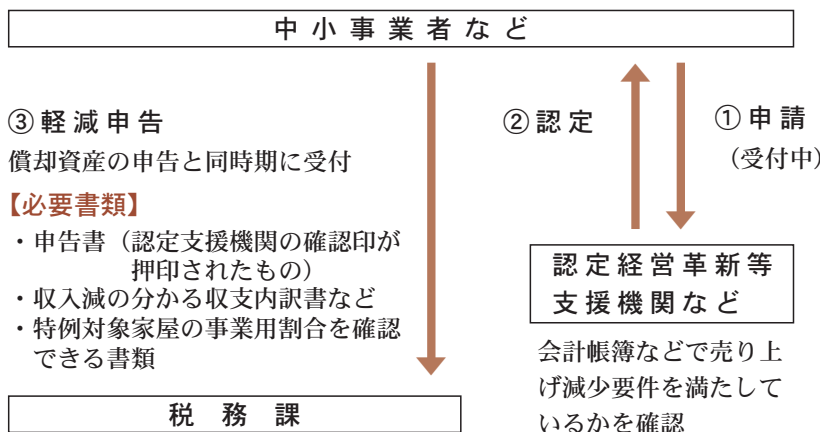 中小事業者など
③軽減申告
償却資産の申告と同時期に受付
【必要書類】
・申告書（認定支援機関の確認印が
押印されたもの）
・収入減の分かる収支内訳書など
・特例対象家屋の事業用割合を確認
できる書類
税務課
②認定
①申請
（受付中）
認定経営革新等
支援機関など
会計帳簿などで売り上
げ減少要件を満たして
いるかを確認